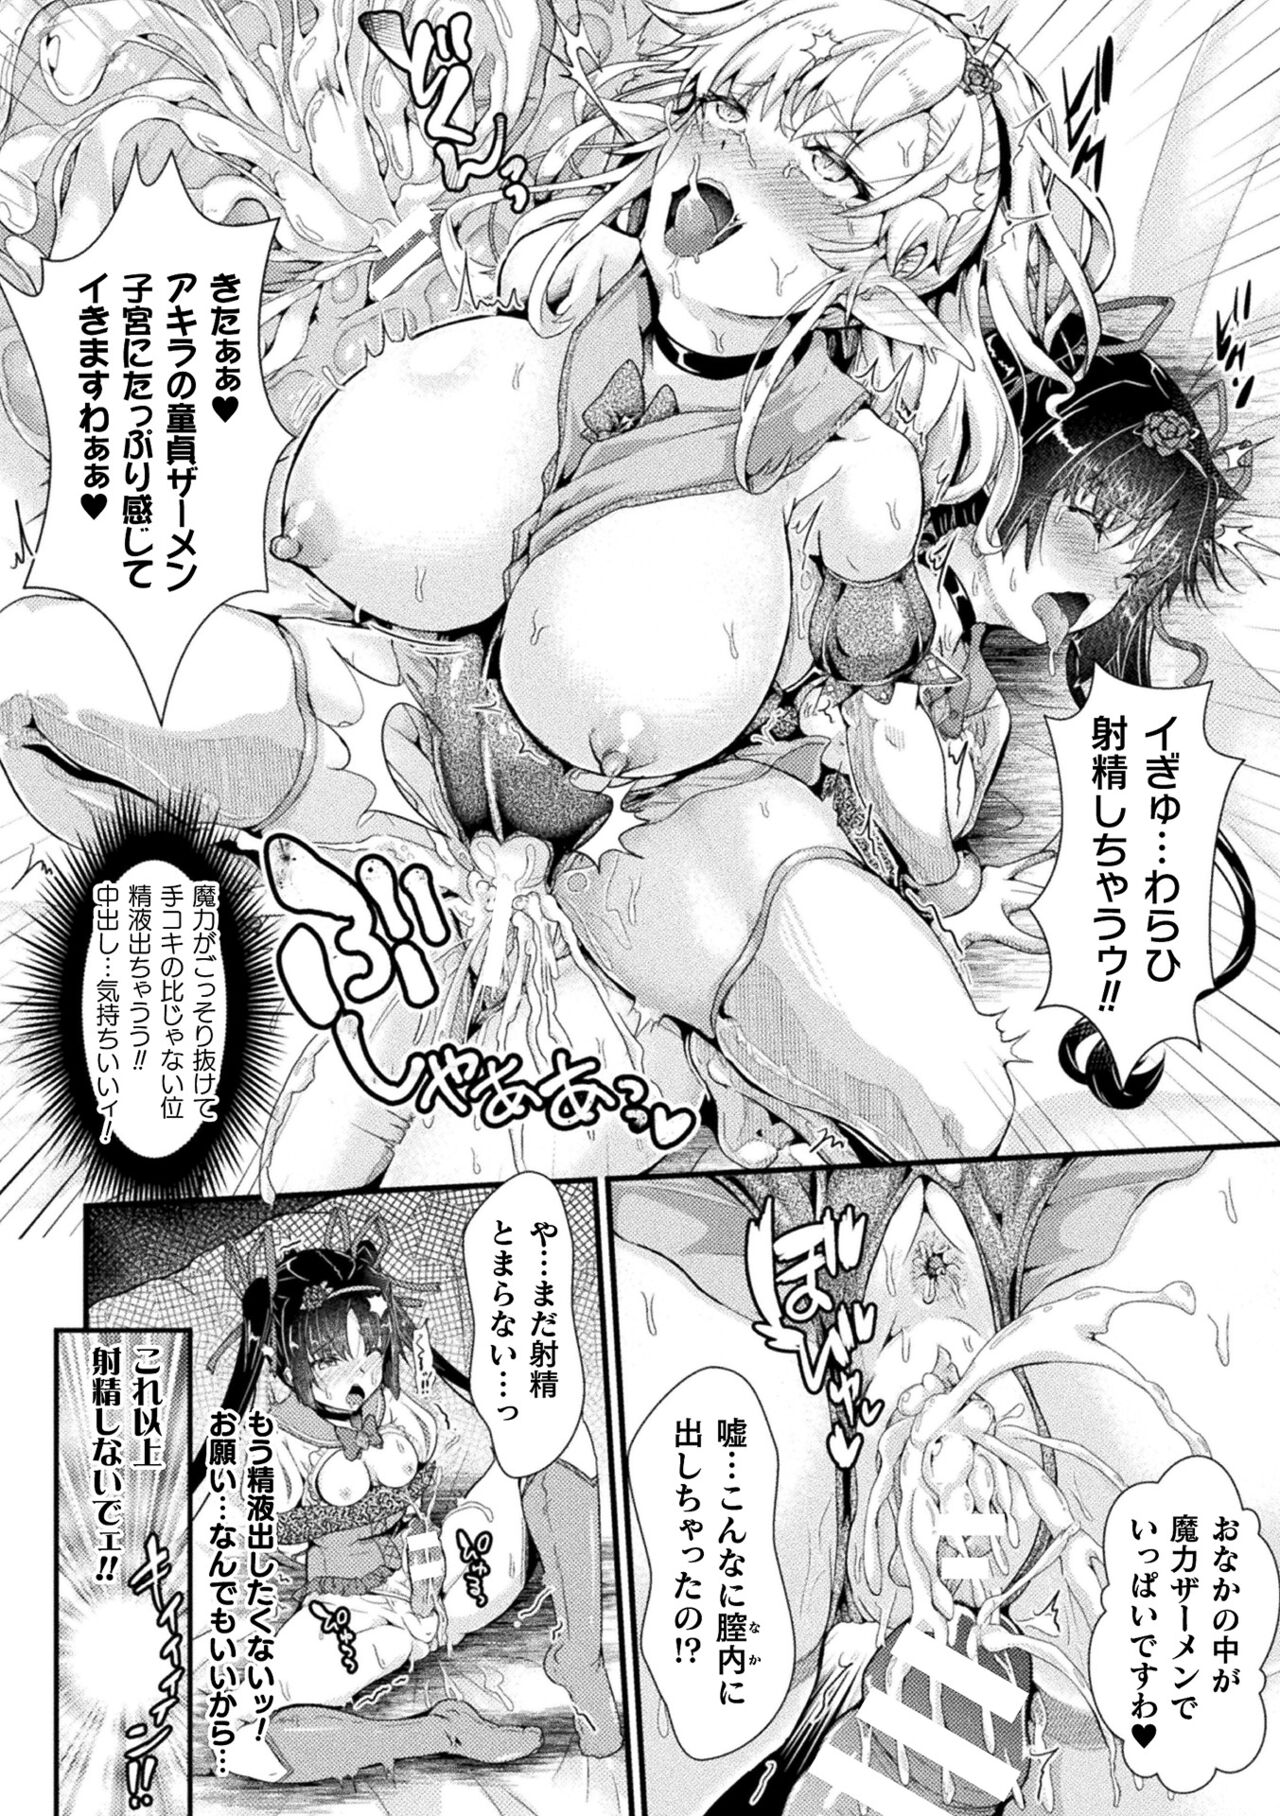 どくんっ…
きたぁぁ♥
アキラの童貞ザーメン
子宮にたっぷり感じて
イきますわぁぁ♥
イぎゅ…わらひ
射精しちゃうゥ!!
魔力がごっそり抜けて
手コキの比じゃない位
精液出ちゃうう!!
中出し…気持ちいいィ!
ぶしゃああっっ♡
おなかの中が
魔力ザーメンで
いっぱいですわ♥
嘘…こんなに膣内に
なか
出しちゃったの!?
や…まだ射精
とまらない…っ
もう精液出したくないッ!
お願い…なんでもいいから…
これ以上
射精しないでェ!!
キィィィィン!!